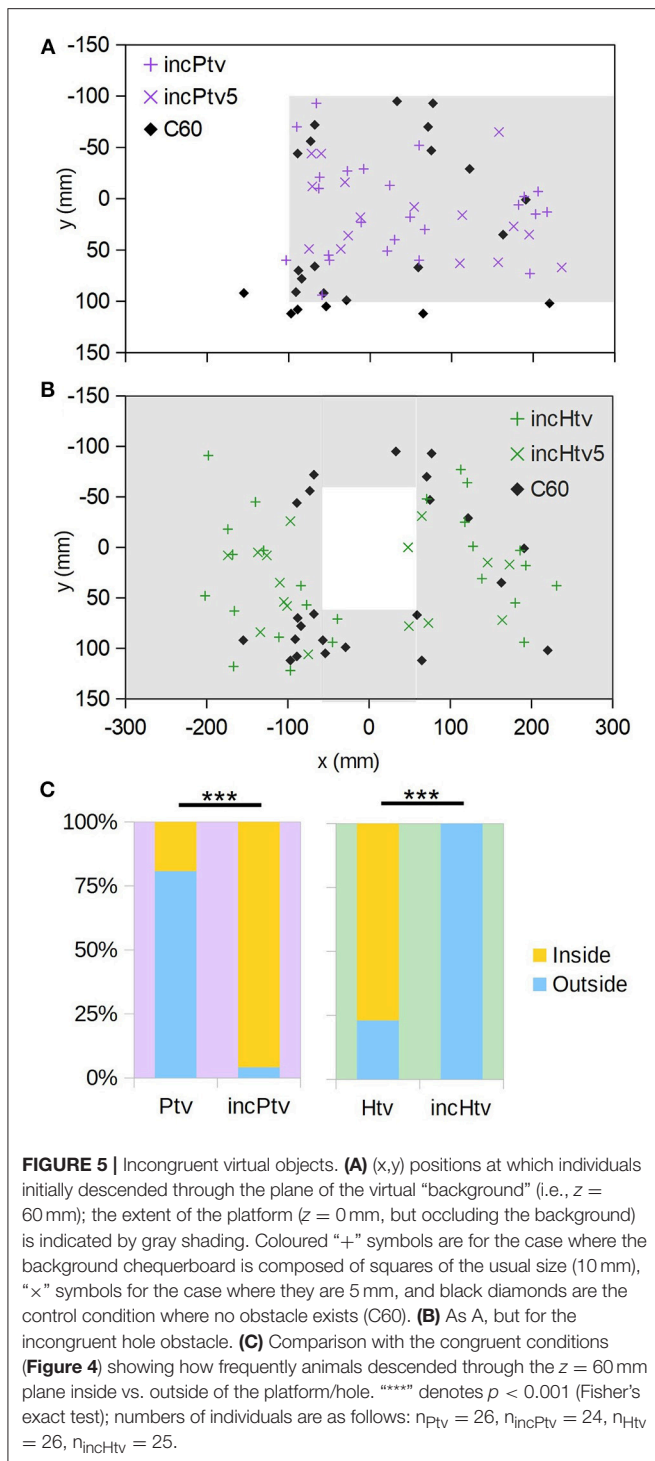 A
-150
-100
-50
0
50
100
150
y (mm)
incPtv
incPtv5
C60
B
-150
-100
-50
0
50
100
150
y (mm)
incHtv
incHtv5
C60
-300 -200 -100 0 100 200 300
x (mm)
C
*** ***
100%
75%
50%
25%
0%
Ptv incPtv Htv incHtv
Inside
Outside
FIGURE 5 | Incongruent virtual objects. (A) (x,y) positions at which individuals
initially descended through the plane of the virtual “background” (i.e., z =
60 mm); the extent of the platform (z = 0 mm, but occluding the background)
is indicated by gray shading. Coloured “+” symbols are for the case where the
background chequerboard is composed of squares of the usual size (10 mm),
“×” symbols for the case where they are 5 mm, and black diamonds are the
control condition where no obstacle exists (C60). (B) As A, but for the
incongruent hole obstacle. (C) Comparison with the congruent conditions
(Figure 4) showing how frequently animals descended through the z = 60 mm
plane inside vs. outside of the platform/hole. “***” denotes p < 0.001 (Fisher’s
exact test); numbers of individuals are as follows: nPtv = 26, nincPtv = 24, nHtv
= 26, nincHtv = 25.